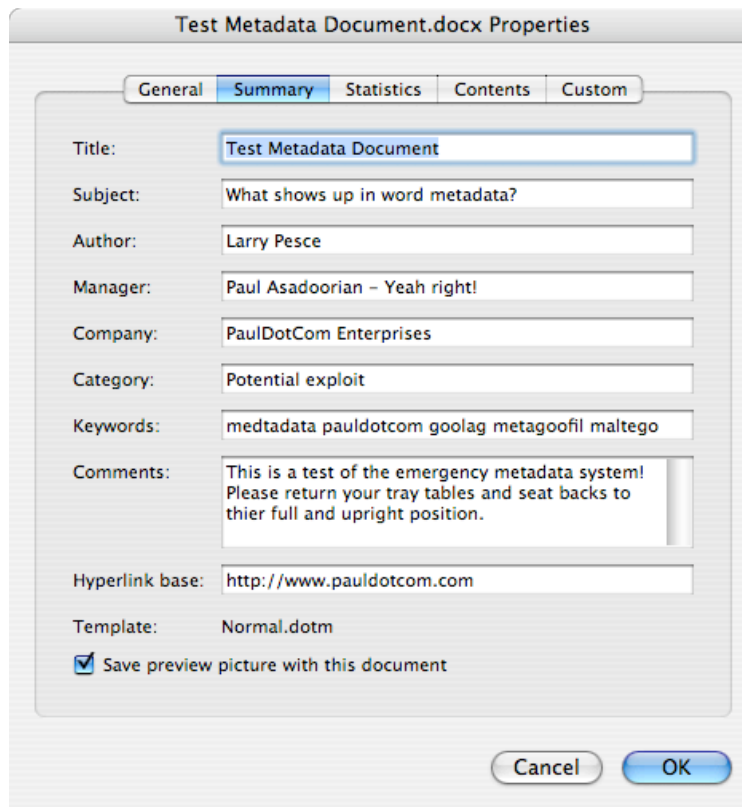 Test Metadata Document.docx Properties
General Summary Statistics Contents Custom
Title: Test Metadata Document
Subject: What shows up in word metadata?
Author: Larry Pesce
Manager: Paul Asadoorian – Yeah right!
Company: PaulDotCom Enterprises
Category: Potential exploit
Keywords: medtadata pauldotcom goolag metagoofil maltego
Comments: This is a test of the emergency metadata system!
Please return your tray tables and seat backs to
thier full and upright position.
Hyperlink base: http://www.pauldotcom.com
Template: Normal.dotm
Save preview picture with this document
Cancel OK